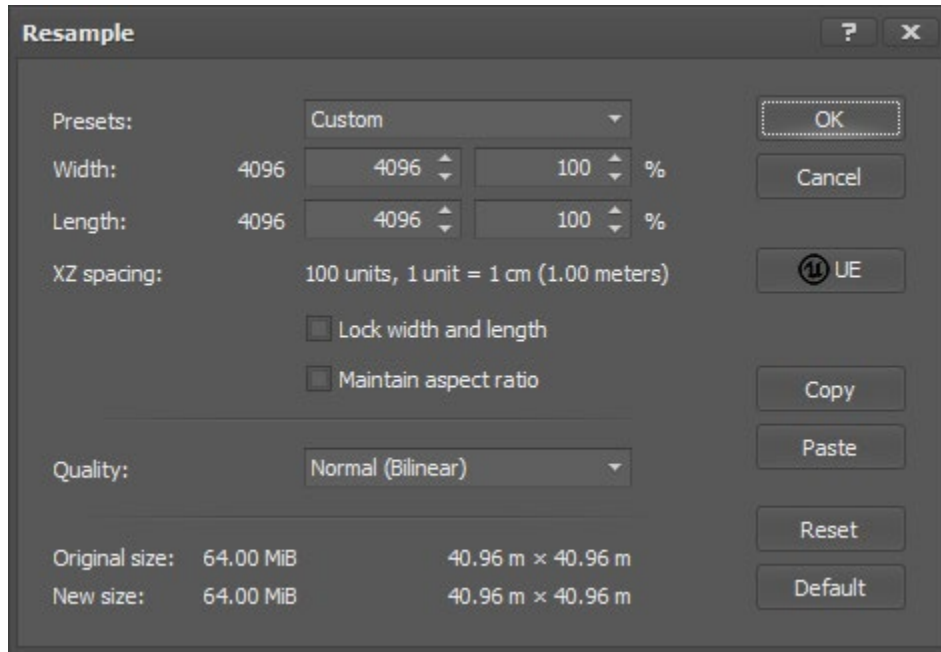 Resample ? X
Presets: Custom OK
Width: 4096 4096 100 % Cancel
Length: 4096 4096 100 %
XZ spacing: 100 units, 1 unit = 1 cm (1.00 meters) UE
Lock width and length
Maintain aspect ratio Copy
Quality: Normal (Bilinear) Paste
Reset
Original size: 64.00 MiB 40.96 m × 40.96 m
New size: 64.00 MiB 40.96 m × 40.96 m Default